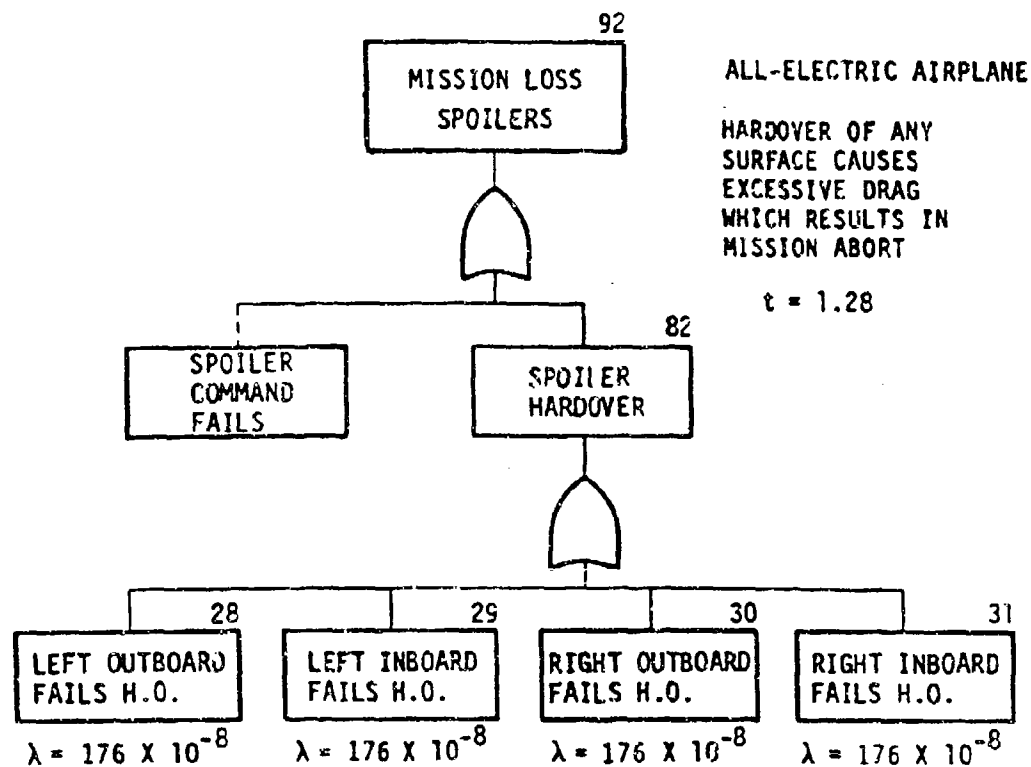 92
MISSION LOSS
SPOILERS
ALL-ELECTRIC AIRPLANE
HARDOVER OF ANY
SURFACE CAUSES
EXCESSIVE DRAG
WHICH RESULTS IN
MISSION ABORT
t = 1.28
SPOILER
COMMAND
FAILS
82
SPOILER
HARDOVER
28
LEFT OUTBOARD
FAILS H.O.
λ = 176 X 10⁻⁸
29
LEFT INBOARD
FAILS H.O.
λ = 176 X 10⁻⁸
30
RIGHT OUTBOARD
FAILS H.O.
λ = 176 X 10⁻⁸
31
RIGHT INBOARD
FAILS H.O.
λ = 176 X 10⁻⁸